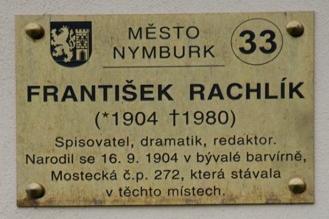 MĚSTO
NYMBURK
33
FRANTIŠEK RACHLÍK
(*1904 †1980)
Spisovatel, dramatik, redaktor.
Narodil se 16. 9. 1904 v bývalé barvírně,
Mostecká č.p. 272, která stávala
v těchto místech.